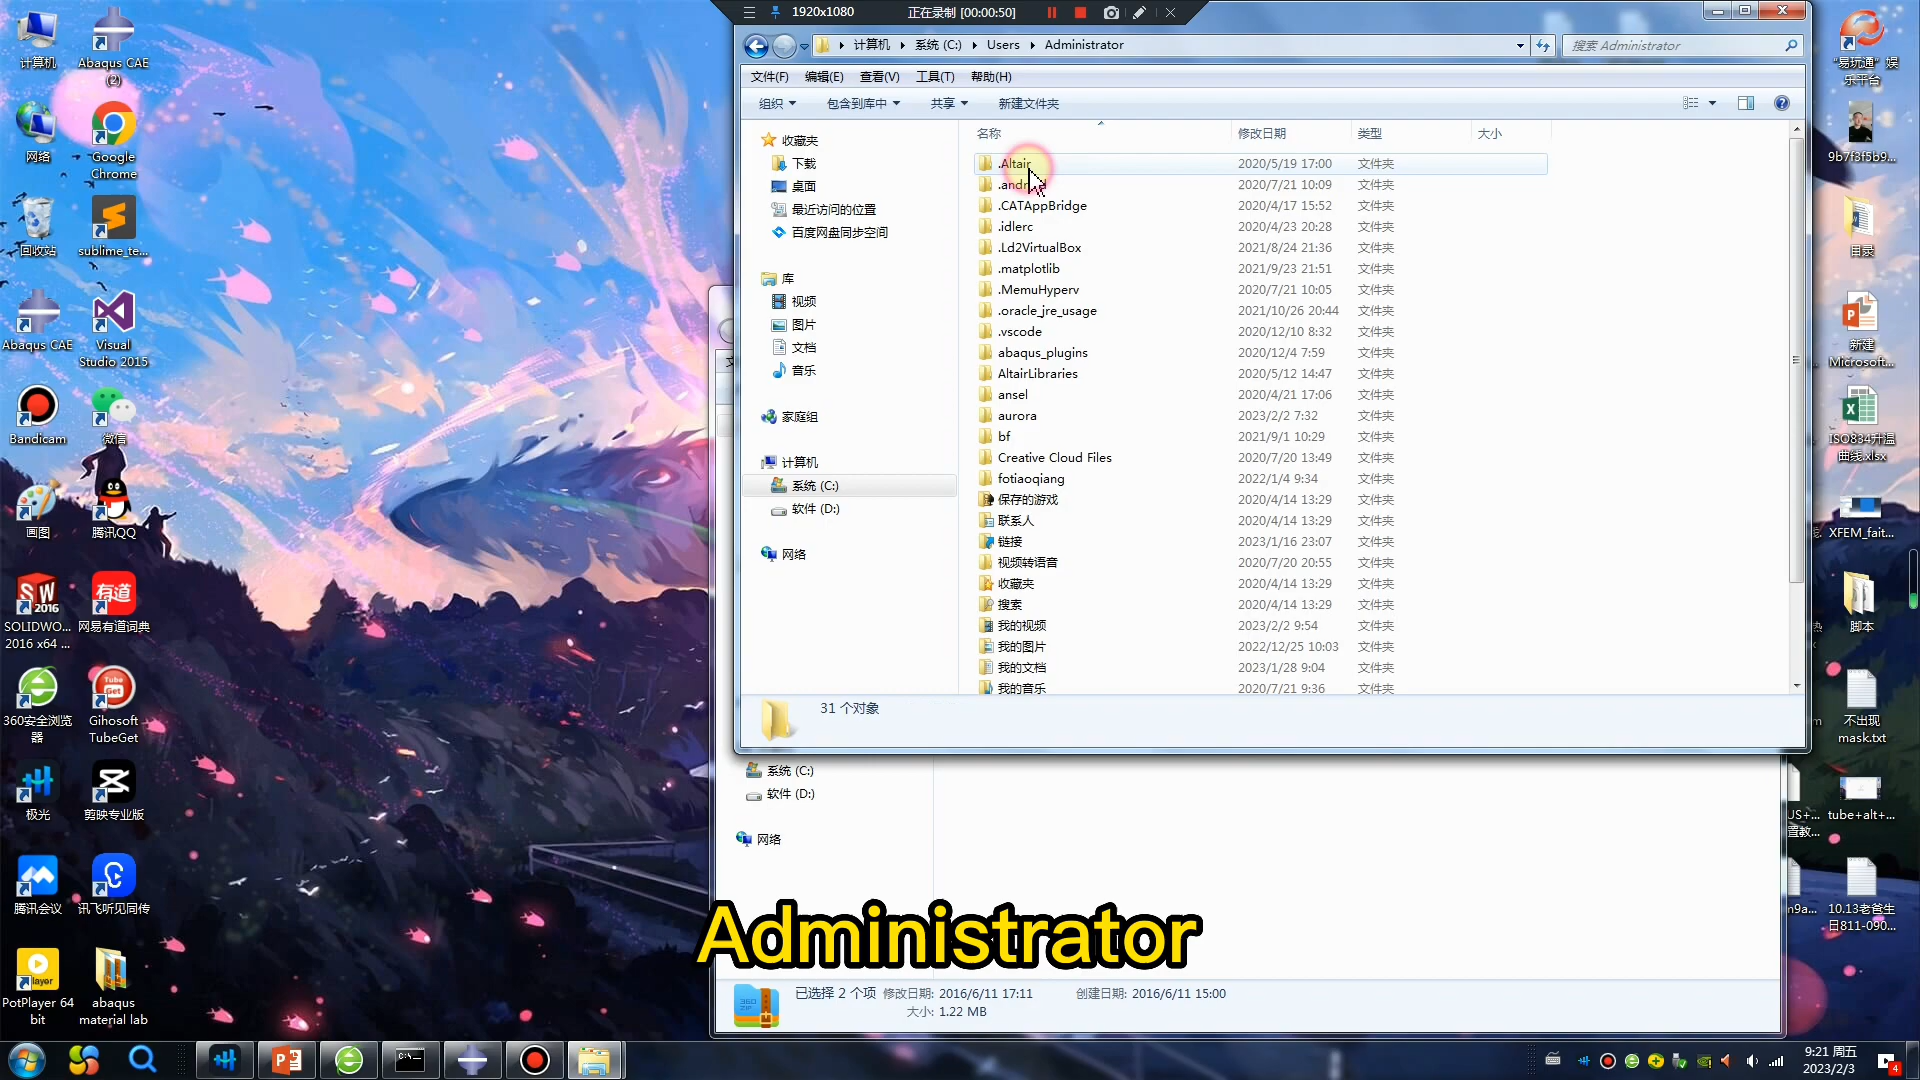 1920x1080
正在录制 [00:00:50]
计算机
系统 (C:)
Users
Administrator
搜索 Administrator
文件(F)
编辑(E)
查看(V)
工具(T)
帮助(H)
组织
包含到库中
共享
新建文件夹
收藏夹
下载
桌面
最近访问的位置
百度网盘同步空间
库
视频
图片
文档
音乐
家庭组
计算机
系统 (C:)
软件 (D:)
网络
名称 修改日期 类型 大小
.Altair 2020/5/19 17:00 文件夹
.android 2020/7/21 10:09 文件夹
.CATAppBridge 2020/4/17 15:52 文件夹
.idlerc 2020/4/23 20:28 文件夹
.Ld2VirtualBox 2021/8/24 21:36 文件夹
.matplotlib 2021/9/23 21:51 文件夹
.MemuHyperv 2020/7/21 10:05 文件夹
.oracle_jre_usage 2021/10/26 20:44 文件夹
.vscode 2020/12/10 8:32 文件夹
abaqus_plugins 2020/12/4 7:59 文件夹
AltairLibraries 2020/5/12 14:47 文件夹
ansel 2020/4/21 17:06 文件夹
aurora 2023/2/2 7:32 文件夹
bf 2021/9/1 10:29 文件夹
Creative Cloud Files 2020/7/20 13:49 文件夹
fotiaoqiang 2022/1/4 9:34 文件夹
保存的游戏 2020/4/14 13:29 文件夹
联系人 2020/4/14 13:29 文件夹
链接 2023/1/16 23:07 文件夹
视频转语音 2020/7/20 20:55 文件夹
收藏夹 2020/4/14 13:29 文件夹
搜索 2020/4/14 13:29 文件夹
我的视频 2023/2/2 9:54 文件夹
我的图片 2022/12/25 10:03 文件夹
我的文档 2023/1/28 9:04 文件夹
我的音乐 2020/7/21 9:36 文件夹
31 个对象
系统 (C:)
软件 (D:)
网络
Administrator
已选择 2 个项 修改日期: 2016/6/11 17:11 创建日期: 2016/6/11 15:00
大小: 1.22 MB
计算机
Abaqus CAE
(2)
网络
Google
Chrome
回收站
sublime_te...
Abaqus CAE
Visual
Studio 2015
Bandicam
微信
画图
腾讯QQ
SOLIDWO...
2016 x64 ...
网易有道词典
360安全浏览
器
Gihosoft
TubeGet
极光
剪映专业版
腾讯会议
讯飞听见同传
PotPlayer 64
bit
abaqus
material lab
“易玩通”娱
乐平台
9b7f3f5b9...
目录
新建
Microsoft...
ISO834升温
曲线.xlsx
XFEM_fait...
脚本
不出现
mask.txt
tube+alt+...
10.13老爸生
日811-090...
9:21 周五
2023/2/3
4